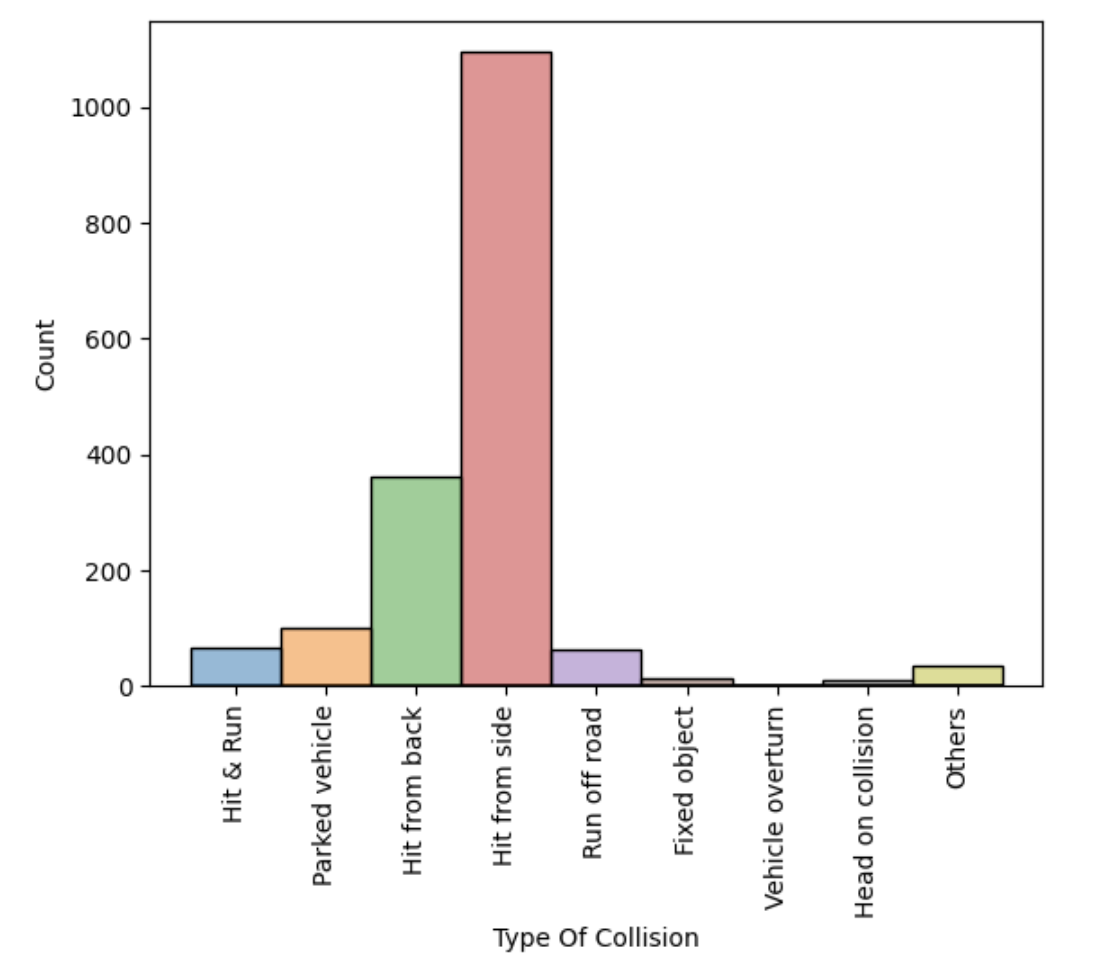 1000
800
600
400
200
0
Count
Hit & Run
Parked vehicle
Hit from back
Hit from side
Run off road
Fixed object
Vehicle overturn
Head on collision
Others
Type Of Collision